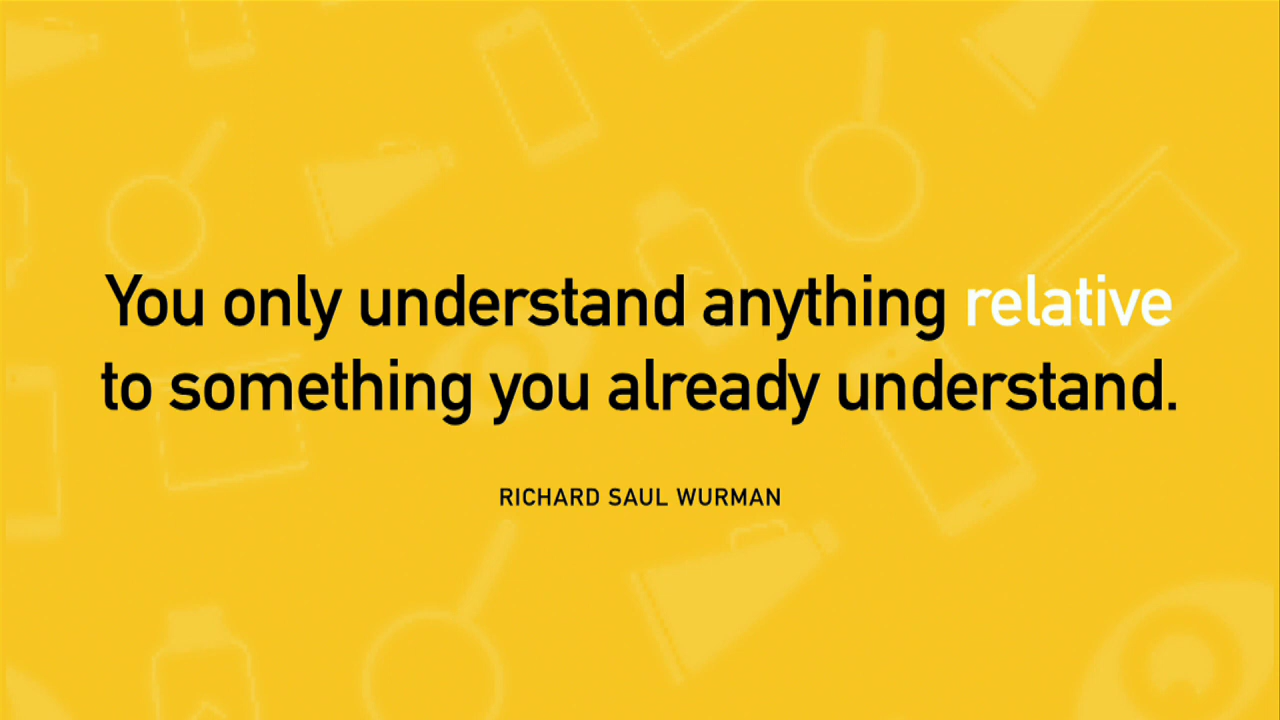 You only understand anything relative
to something you already understand.
RICHARD SAUL WURMAN